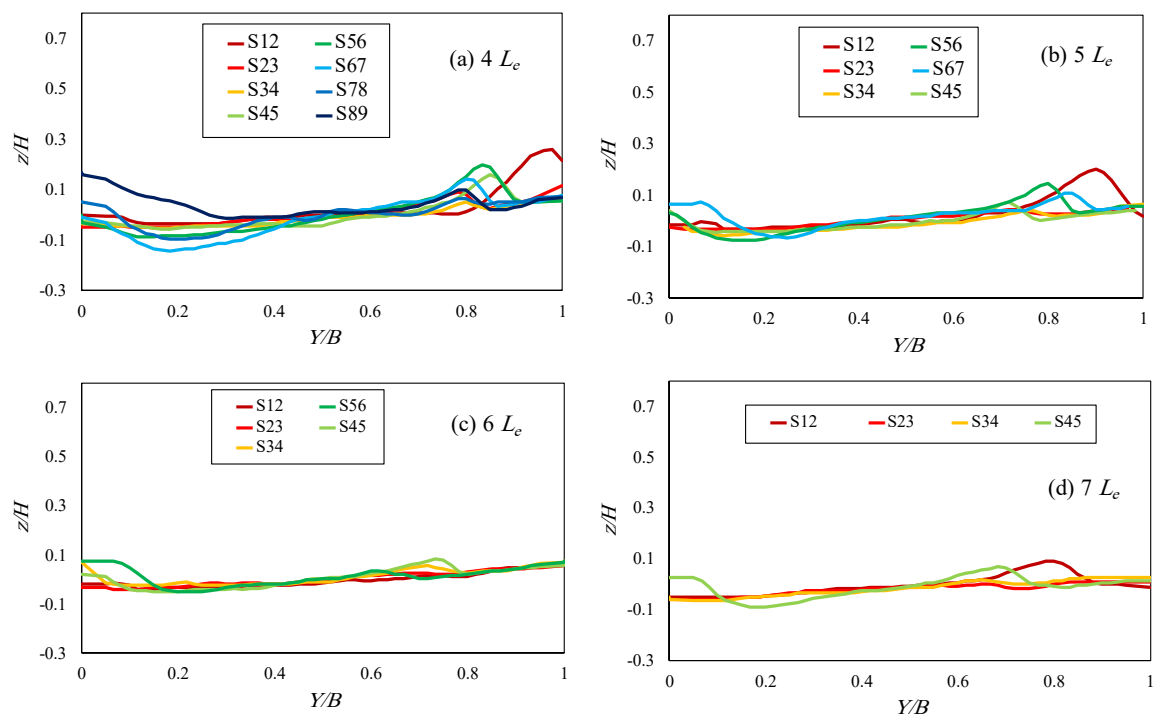 0.7
0.5
0.3
0.1
-0.1
-0.3
z/H
S12 S56
S23 S67
S34 S78
S45 S89
(a) 4 Le
0 0.2 0.4 0.6 0.8 1
Y/B
0.7
0.5
0.3
0.1
-0.1
-0.3
z/H
S12 S56
S23 S67
S34 S45
(b) 5 Le
0 0.2 0.4 0.6 0.8 1
Y/B
0.7
0.5
0.3
0.1
-0.1
-0.3
z/H
S12 S56
S23 S45
S34
(c) 6 Le
0 0.2 0.4 0.6 0.8 1
Y/B
0.7
0.5
0.3
0.1
-0.1
-0.3
z/H
S12 S23 S34 S45
(d) 7 Le
0 0.2 0.4 0.6 0.8 1
Y/B